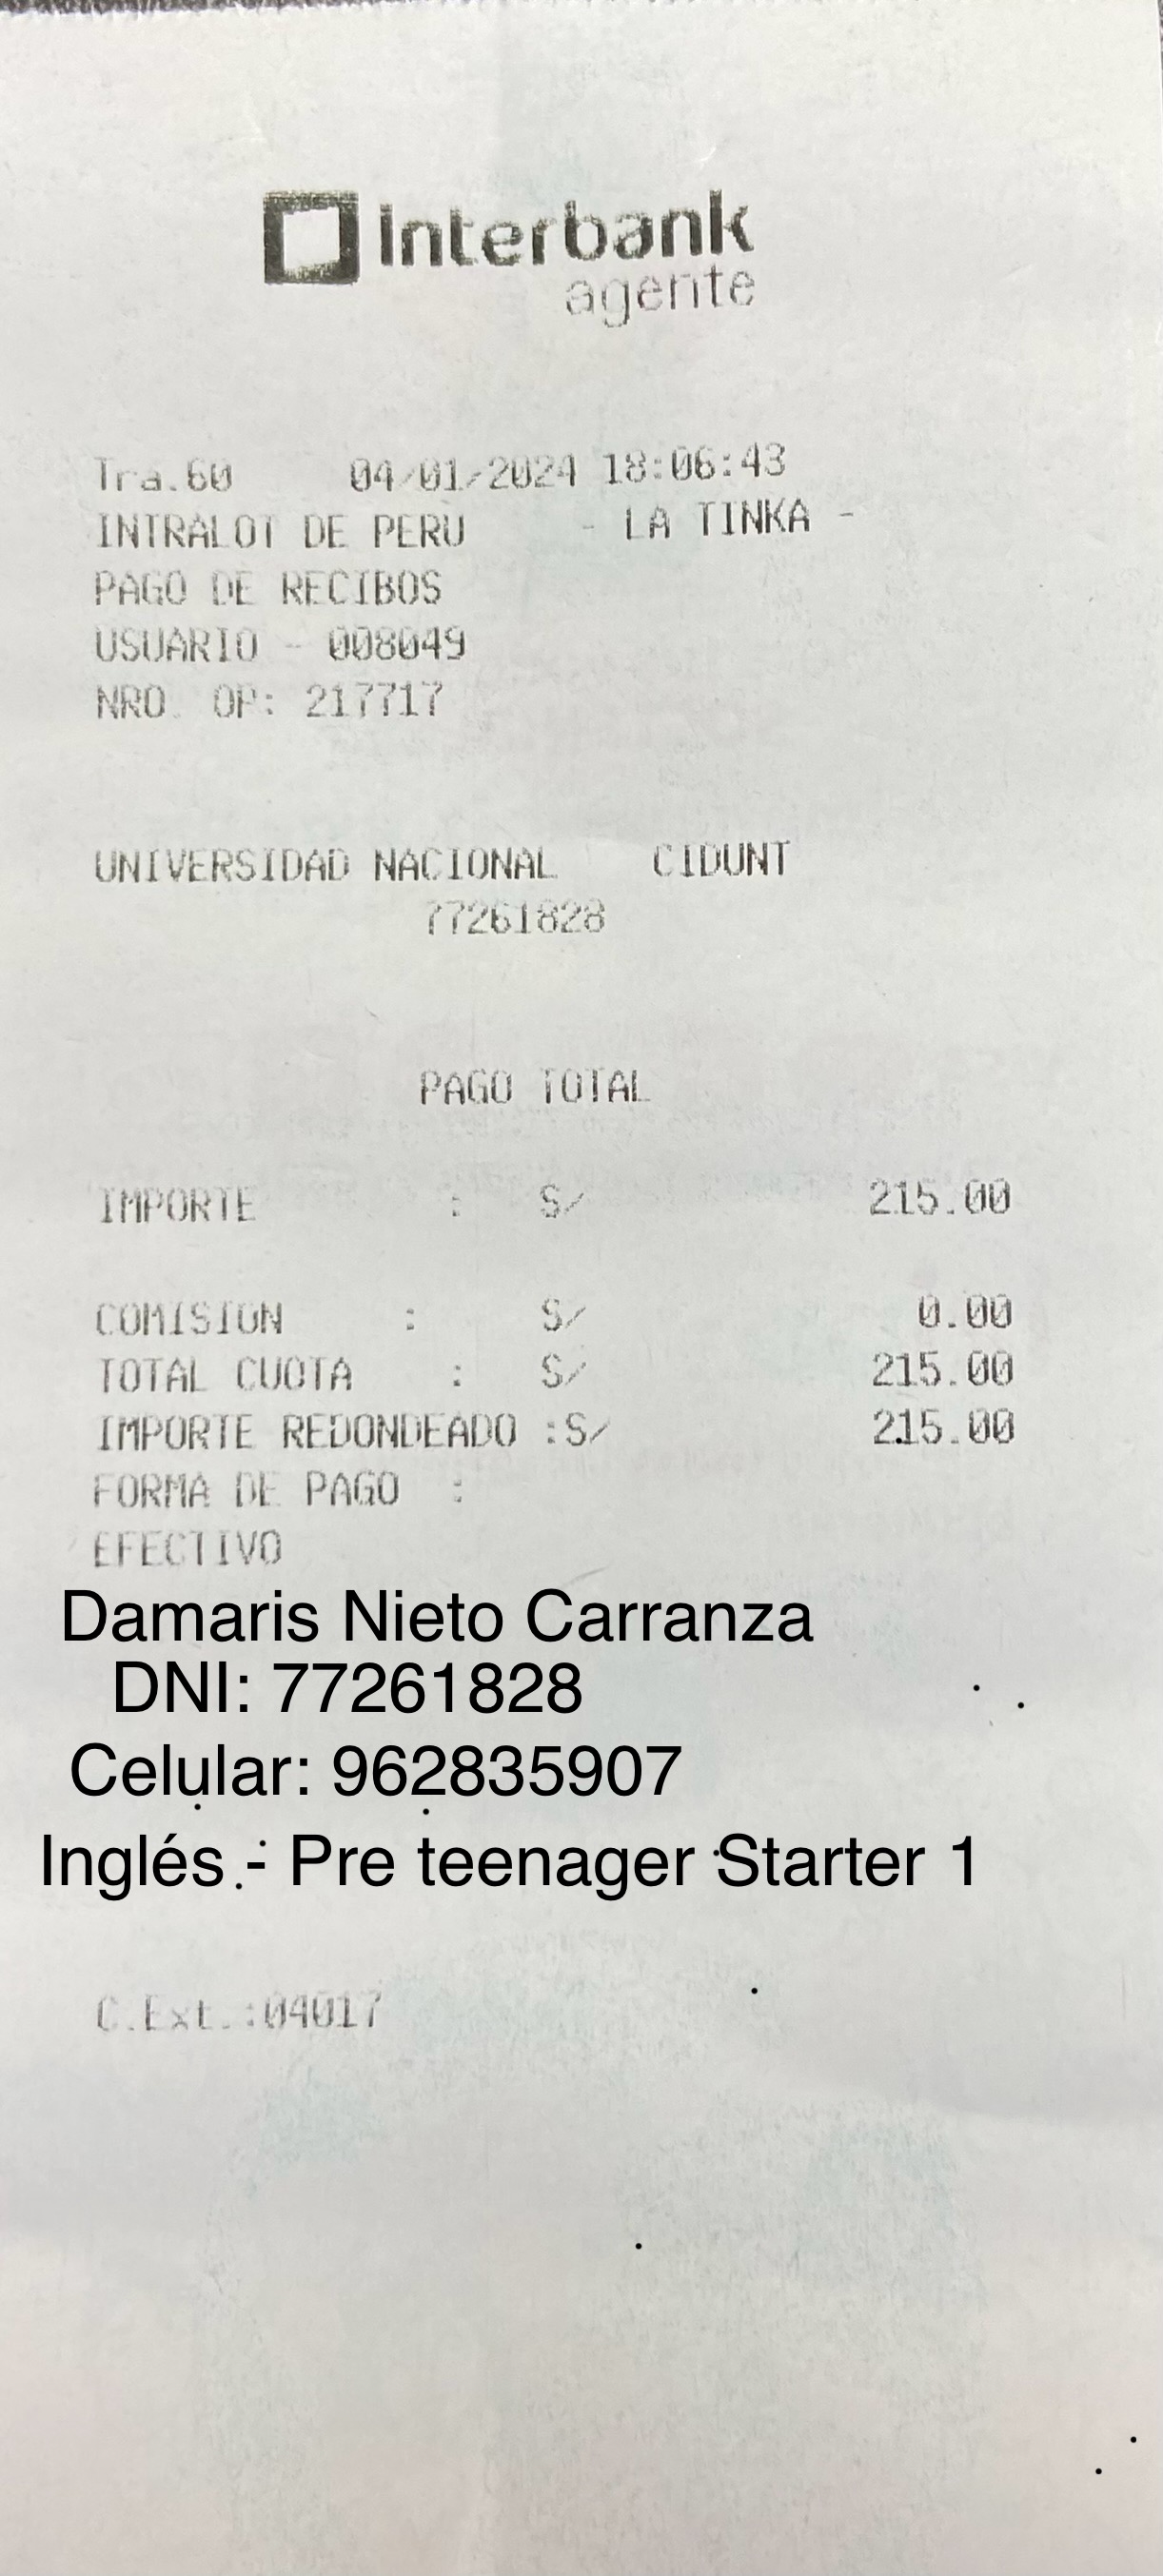 Interbank
agente
Tra.60 04/01/2024 18:06:43
INTRALOT DE PERU - LA TINKA -
PAGO DE RECIBOS
USUARIO - 008049
NRO. OP: 217717
UNIVERSIDAD NACIONAL CIDUNT
77261828
PAGO TOTAL
IMPORTE : S/ 215.00
COMISION : S/ 0.00
TOTAL CUOTA : S/ 215.00
IMPORTE REDONDEADO :S/ 215.00
FORMA DE PAGO :
EFECTIVO
Damaris Nieto Carranza
DNI: 77261828
Celular: 962835907
Inglés - Pre teenager Starter 1
C.Ext.:04017